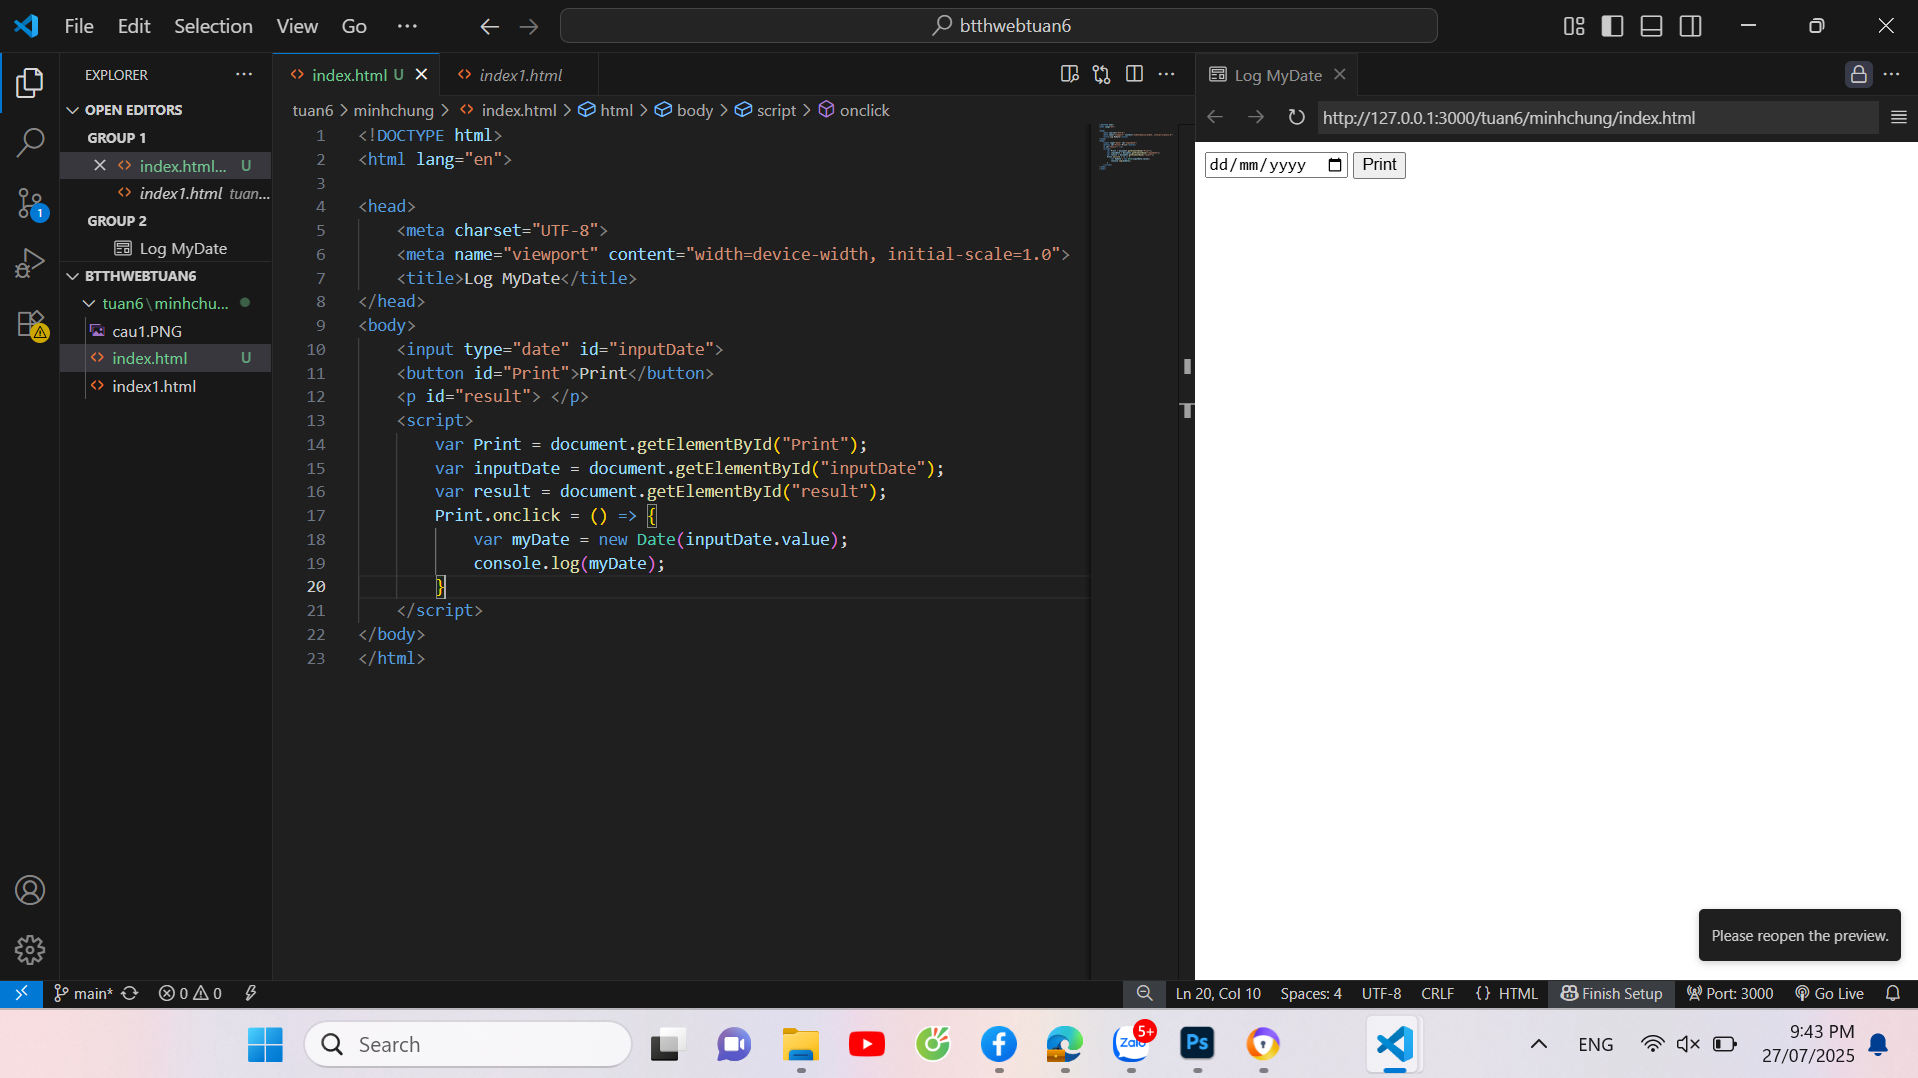 File Edit Selection View Go ··· btthwebtuan6
EXPLORER ···
OPEN EDITORS
GROUP 1
index.html... U
index1.html tuan...
GROUP 2
Log MyDate
BTTHWEBTUAN6
tuan6\minhchu...
cau1.PNG
index.html U
index1.html
1
index.html U index1.html
tuan6 > minhchung > index.html > html > body > script > onclick
1 <!DOCTYPE html>
2 <html lang="en">
3
4 <head>
5 <meta charset="UTF-8">
6 <meta name="viewport" content="width=device-width, initial-scale=1.0">
7 <title>Log MyDate</title>
8 </head>
9 <body>
10 <input type="date" id="inputDate">
11 <button id="Print">Print</button>
12 <p id="result"> </p>
13 <script>
14 var Print = document.getElementById("Print");
15 var inputDate = document.getElementById("inputDate");
16 var result = document.getElementById("result");
17 Print.onclick = () => {
18 var myDate = new Date(inputDate.value);
19 console.log(myDate);
20 }
21 </script>
22 </body>
23 </html>
Log MyDate
http://127.0.0.1:3000/tuan6/minhchung/index.html
dd/mm/yyyy Print
Please reopen the preview.
main* 0 0 Ln 20, Col 10 Spaces: 4 UTF-8 CRLF {} HTML Finish Setup Port: 3000 Go Live
Search Zalo 5+ Ps ENG 9:43 PM
27/07/2025